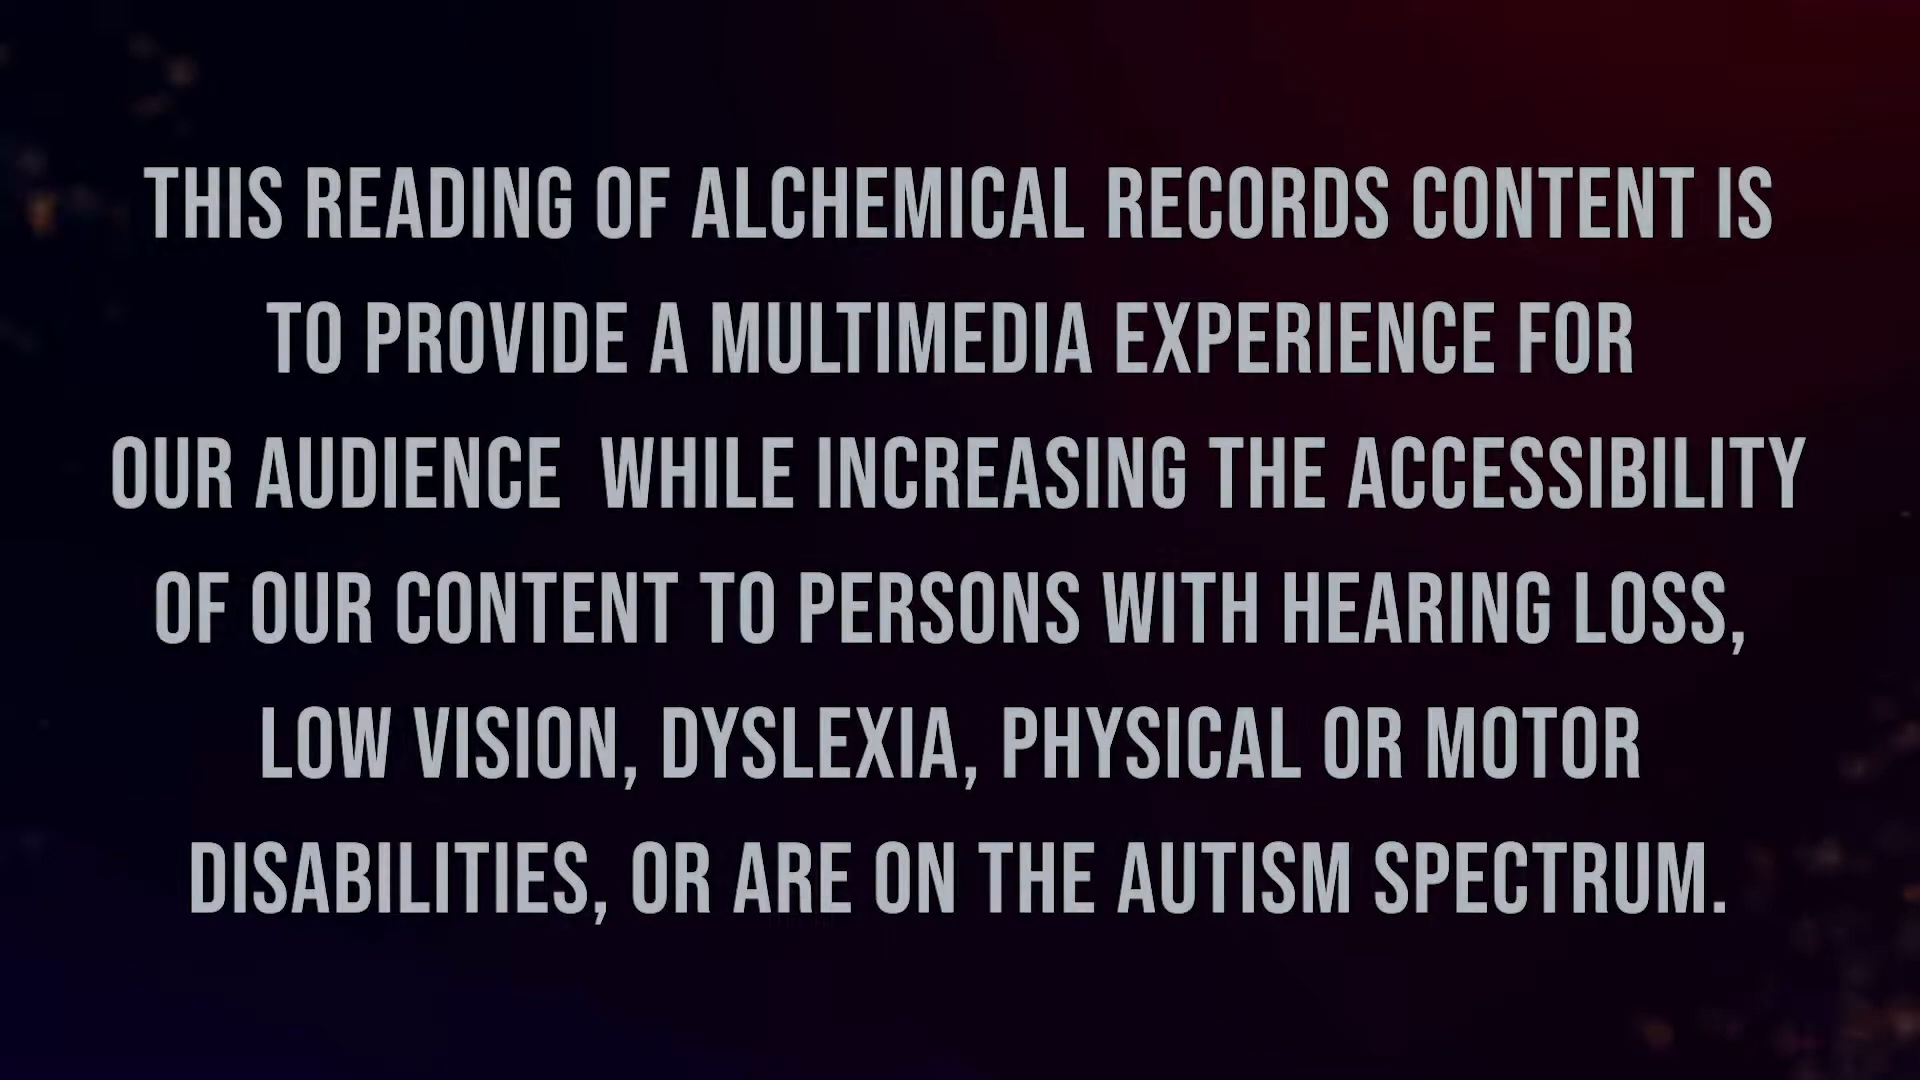 THIS READING OF ALCHEMICAL RECORDS CONTENT IS
TO PROVIDE A MULTIMEDIA EXPERIENCE FOR
OUR AUDIENCE  WHILE INCREASING THE ACCESSIBILITY
OF OUR CONTENT TO PERSONS WITH HEARING LOSS,
LOW VISION, DYSLEXIA, PHYSICAL OR MOTOR
DISABILITIES, OR ARE ON THE AUTISM SPECTRUM.